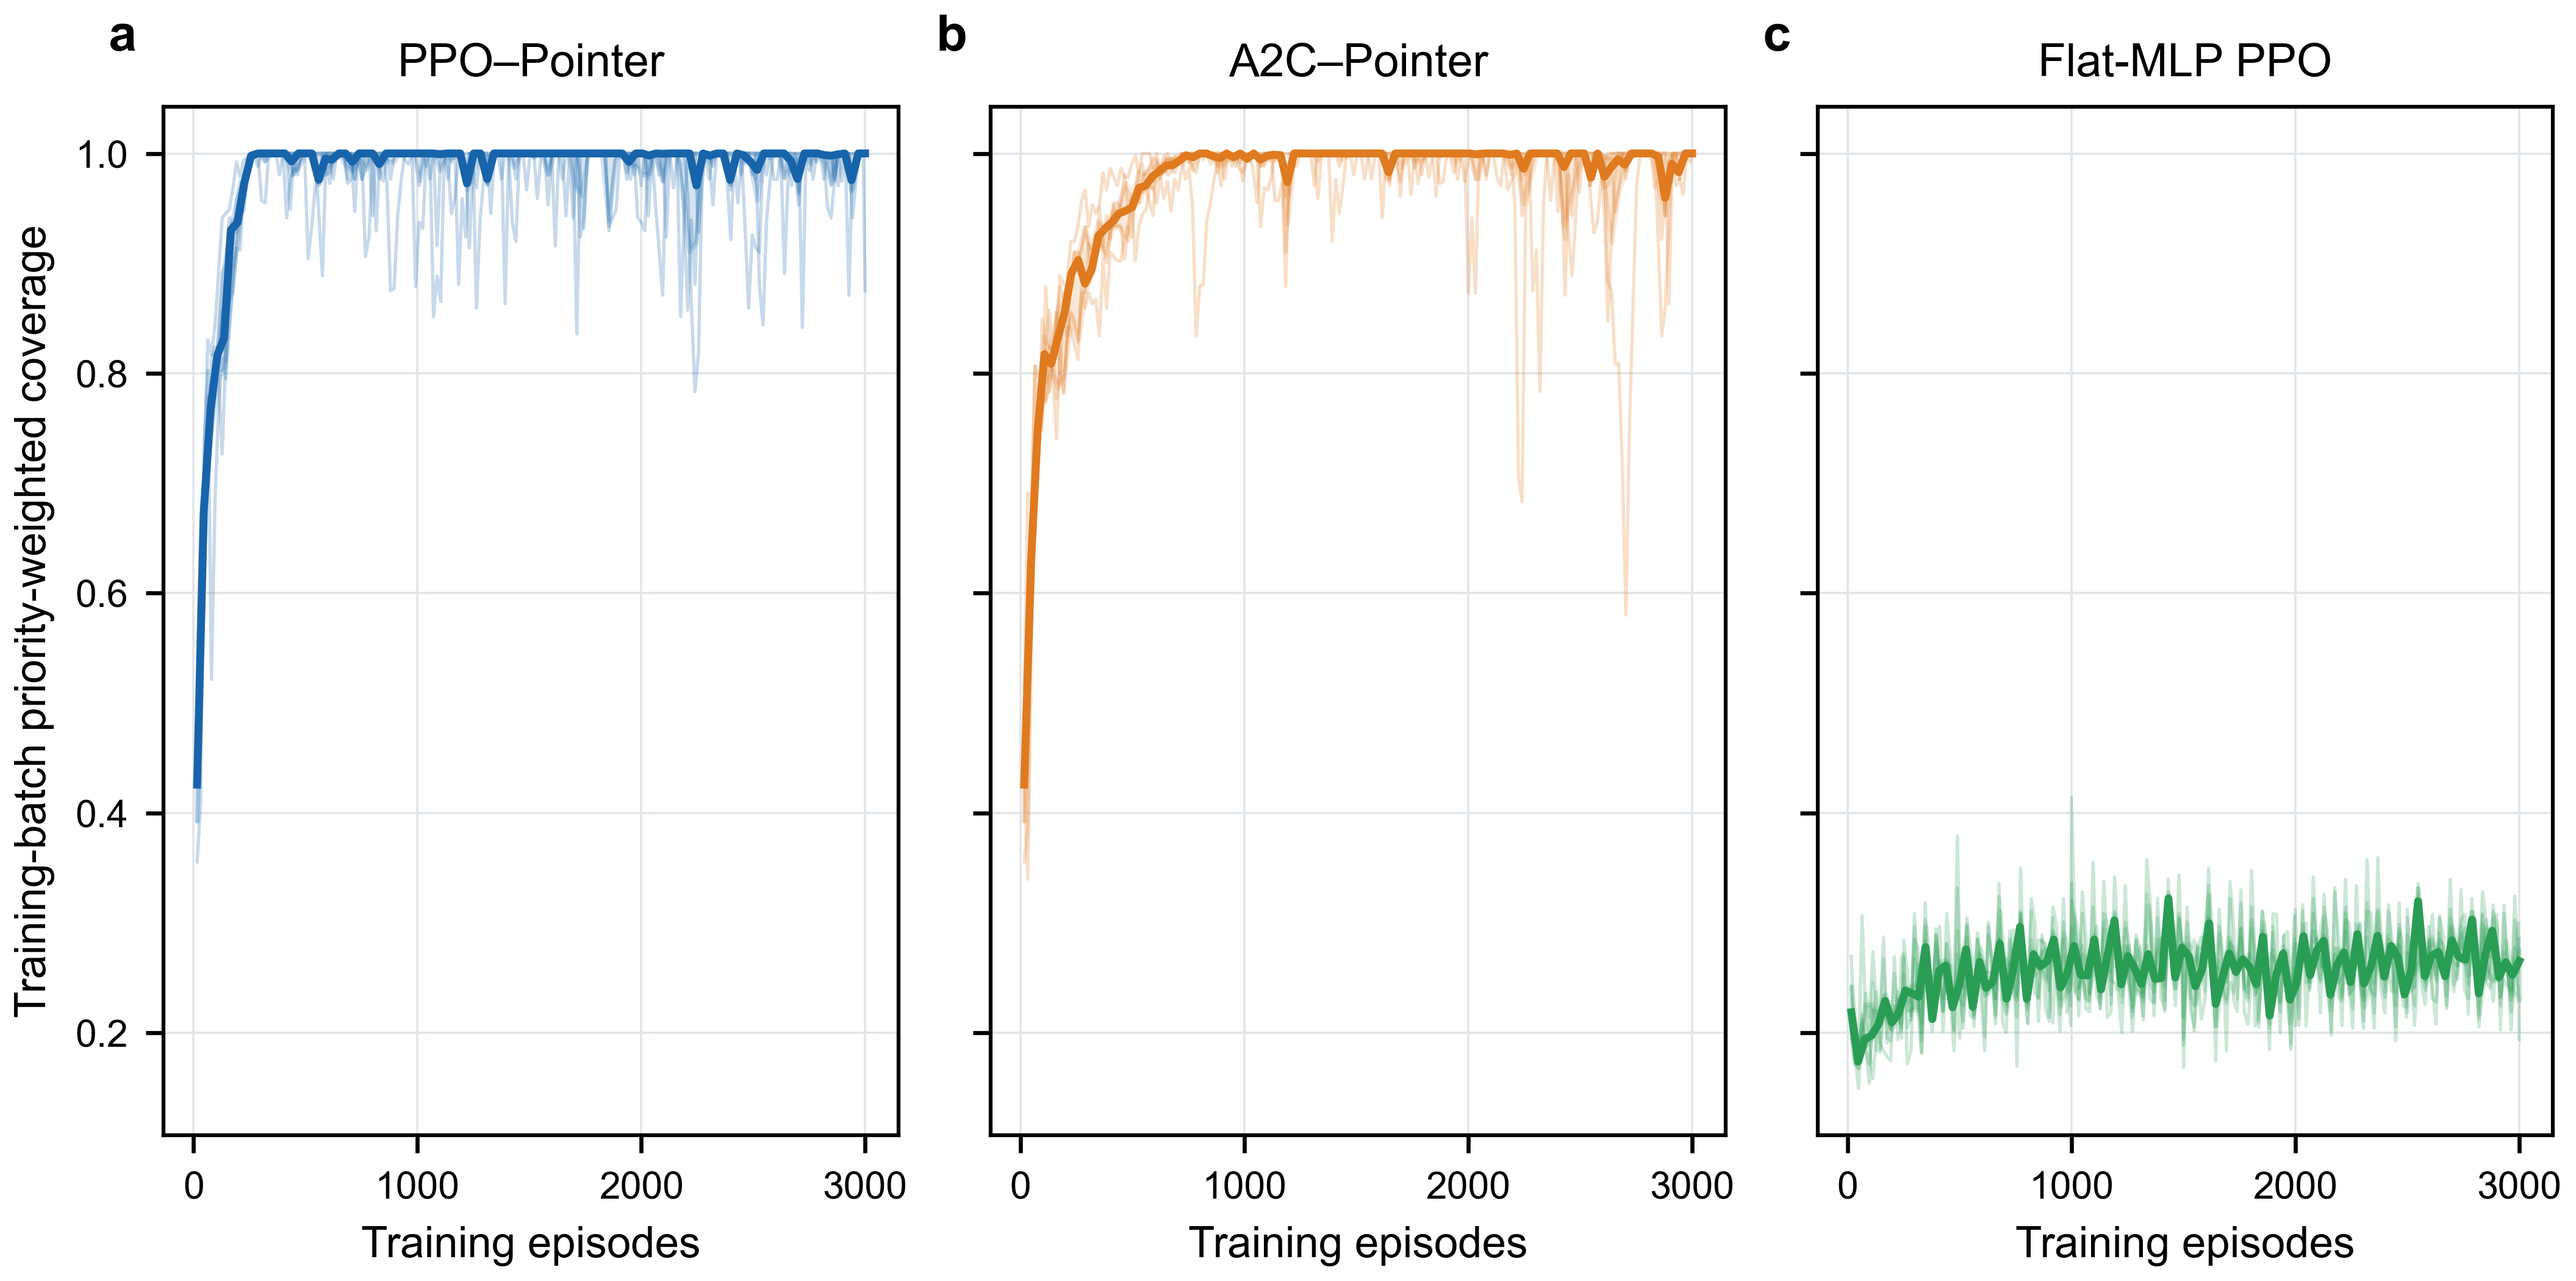 a
PPO–Pointer
b
A2C–Pointer
c
Flat-MLP PPO
Training-batch priority-weighted coverage
1.0
0.8
0.6
0.4
0.2
0 1000 2000 3000
0 1000 2000 3000
0 1000 2000 3000
Training episodes
Training episodes
Training episodes